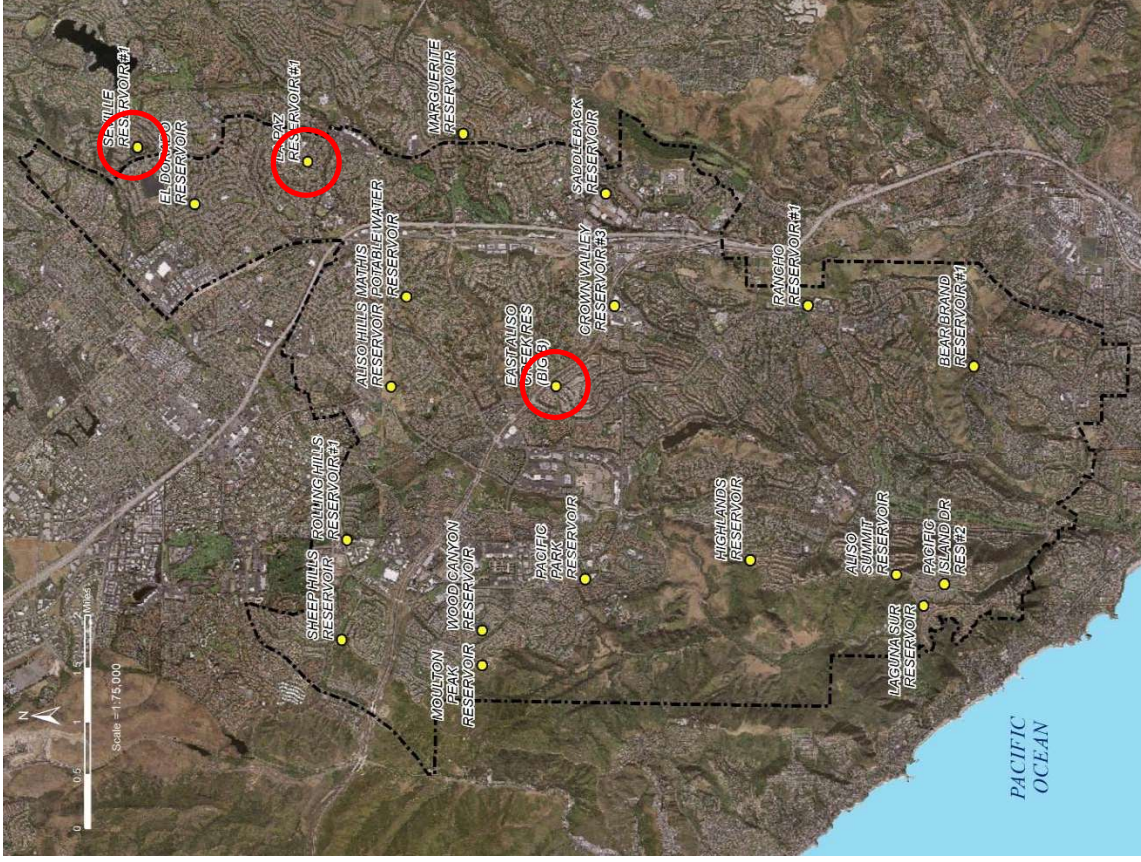 N
0 0.5 1 1.5 Miles
Scale =1:75,000
SEVILLE
RESERVOIR #1
EL DORADO
RESERVOIR
LA PAZ
RESERVOIR #1
MARGUERITE
RESERVOIR
SADDLEBACK
RESERVOIR
MATHIS
POTABLE WATER
RESERVOIR
ALISO HILLS
RESERVOIR
EAST ALISO
CREEK RES
(BIG B)
CROWN VALLEY
RESERVOIR #3
RANCHO
RESERVOIR #1
BEAR BRAND
RESERVOIR #1
ROLLING HILLS
RESERVOIR #1
SHEEP HILLS
RESERVOIR
WOOD CANYON
RESERVOIR
MOULTON
PEAK
RESERVOIR
PACIFIC
PARK
RESERVOIR
HIGHLANDS
RESERVOIR
ALISO
SUMMIT
RESERVOIR
PACIFIC
ISLAND DR
RES #2
LAGUNA SUR
RESERVOIR
PACIFIC
OCEAN